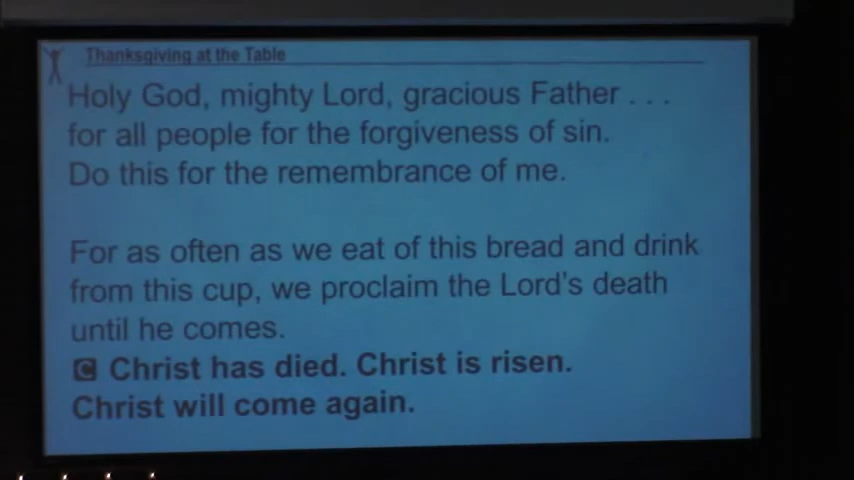 Thanksgiving at the Table
Holy God, mighty Lord, gracious Father . . .
for all people for the forgiveness of sin.
Do this for the remembrance of me.
For as often as we eat of this bread and drink
from this cup, we proclaim the Lord's death
until he comes.
C Christ has died. Christ is risen.
Christ will come again.